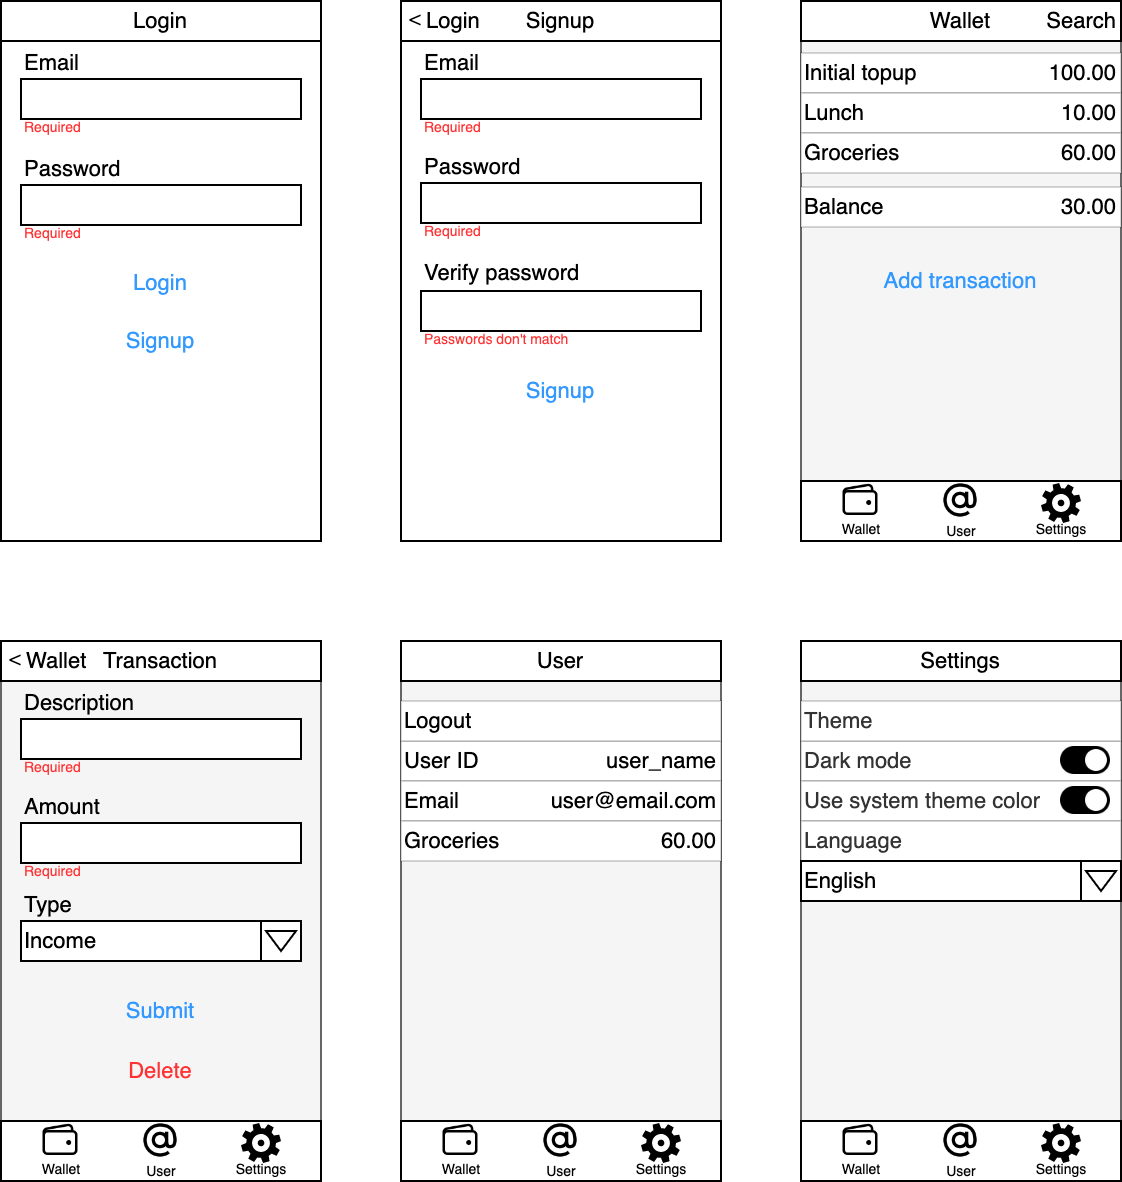 Login
Email
Required
Password
Required
Login
Signup
< Login Signup
Email
Required
Password
Required
Verify password
Passwords don't match
Signup
Wallet Search
Initial topup 100.00
Lunch 10.00
Groceries 60.00
Balance 30.00
Add transaction
Wallet User Settings
< Wallet Transaction
Description
Required
Amount
Required
Type
Income
Submit
Delete
Wallet User Settings
User
Logout
User ID user_name
Email user@email.com
Groceries 60.00
Wallet User Settings
Settings
Theme
Dark mode
Use system theme color
Language
English
Wallet User Settings